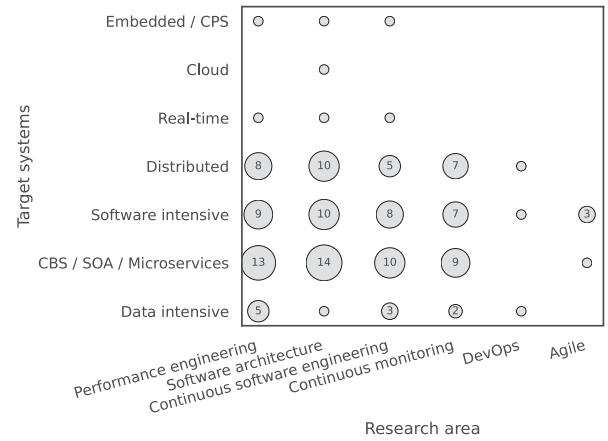 Embedded / CPS
Cloud
Real-time
Distributed 8 10 5 7
Software intensive 9 10 8 7 3
CBS / SOA / Microservices 13 14 10 9
Data intensive 5 3 2
Target systems
Performance engineering
Software architecture
Continuous software engineering
Continuous monitoring
DevOps
Agile
Research area